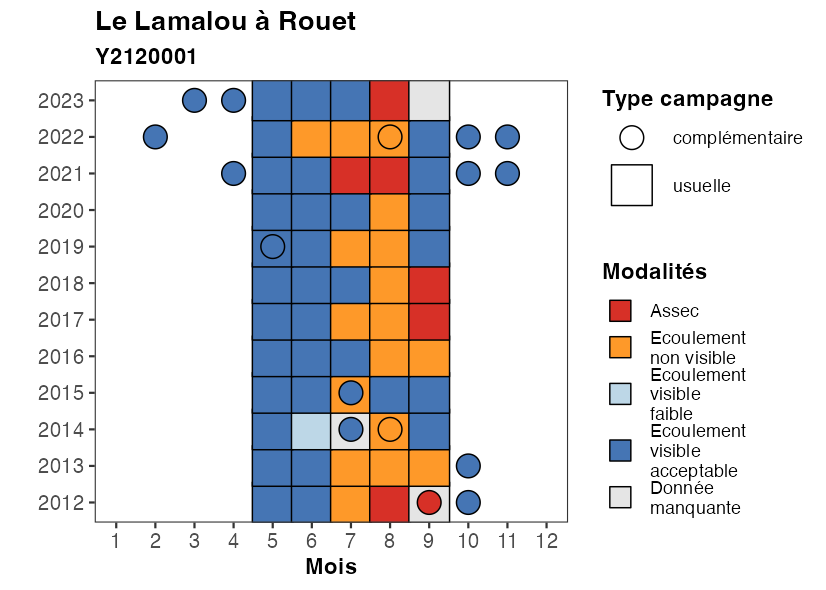 Le Lamalou à Rouet
Y2120001
2023
2022
2021
2020
2019
2018
2017
2016
2015
2014
2013
2012
1 2 3 4 5 6 7 8 9 10 11 12
Mois
Type campagne
complémentaire
usuelle
Modalités
Assec
Ecoulement
non visible
Ecoulement
visible
faible
Ecoulement
visible
acceptable
Donnée
manquante